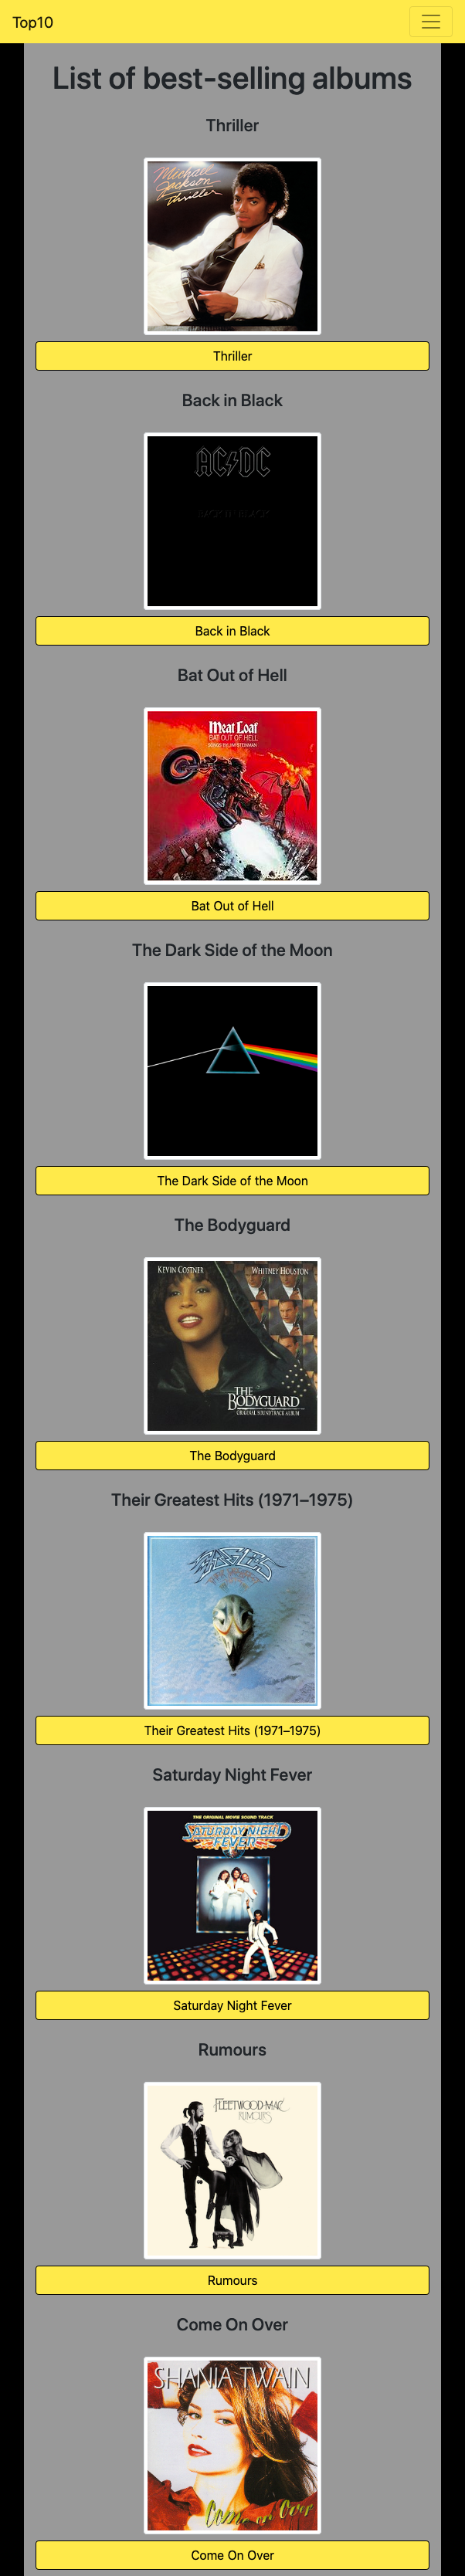 Top10
List of best-selling albums
Thriller
Michael
Jackson
Thriller
Thriller
Back in Black
AC/DC
BACK IN BLACK
Back in Black
Bat Out of Hell
Meat Loaf
BAT OUT OF HELL
SONGS BY JIM STEINMAN
Bat Out of Hell
The Dark Side of the Moon
The Dark Side of the Moon
The Bodyguard
KEVIN COSTNER WHITNEY HOUSTON
THE
BODYGUARD
ORIGINAL SOUNDTRACK ALBUM
The Bodyguard
Their Greatest Hits (1971–1975)
EAGLES
Their Greatest Hits (1971–1975)
Saturday Night Fever
THE ORIGINAL MOVIE SOUND TRACK
SATURDAY NIGHT
FEVER
Saturday Night Fever
Rumours
FLEETWOOD MAC
RUMOURS
Rumours
Come On Over
SHANIA TWAIN
Come on Over
Come On Over